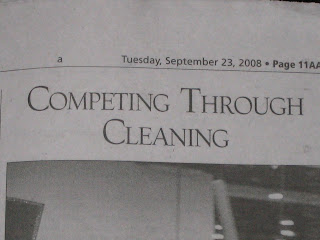 a Tuesday, September 23, 2008 • Page 11AA
COMPETING THROUGH
CLEANING